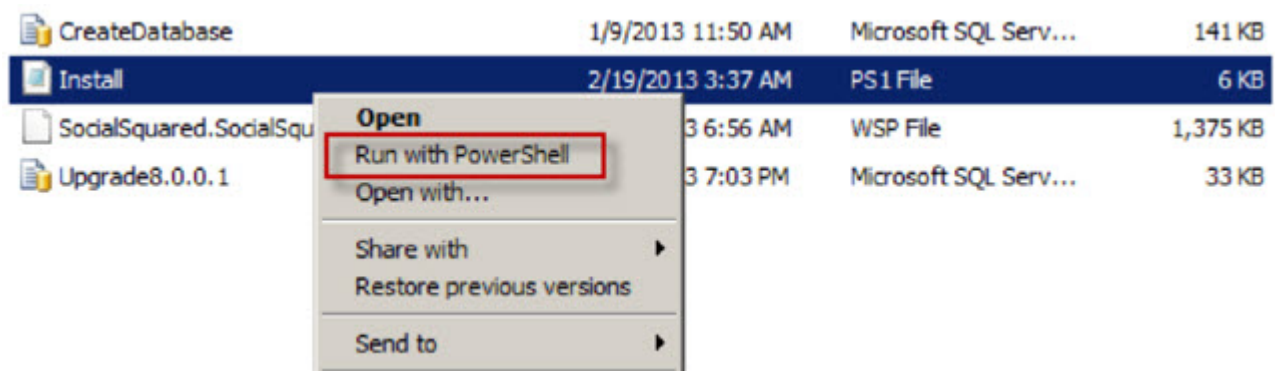 CreateDatabase 1/9/2013 11:50 AM Microsoft SQL Serv... 141 KB
Install 2/19/2013 3:37 AM PS1 File 6 KB
SocialSquared.SocialSqu 3 6:56 AM WSP File 1,375 KB
Upgrade8.0.0.1 3 7:03 PM Microsoft SQL Serv... 33 KB
Open
Run with PowerShell
Open with...
Share with
Restore previous versions
Send to